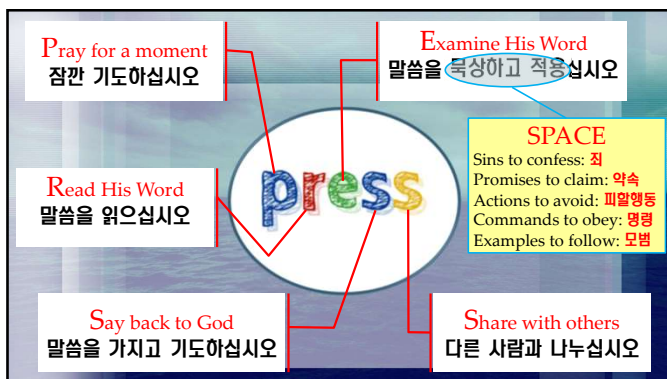 Pray for a moment
잠깐 기도하십시오
Examine His Word
말씀을 묵상하고 적용십시오
SPACE
Sins to confess: 죄
Promises to claim: 약속
Actions to avoid: 피할행동
Commands to obey: 명령
Examples to follow: 모범
press
Read His Word
말씀을 읽으십시오
Say back to God
말씀을 가지고 기도하십시오
Share with others
다른 사람과 나누십시오